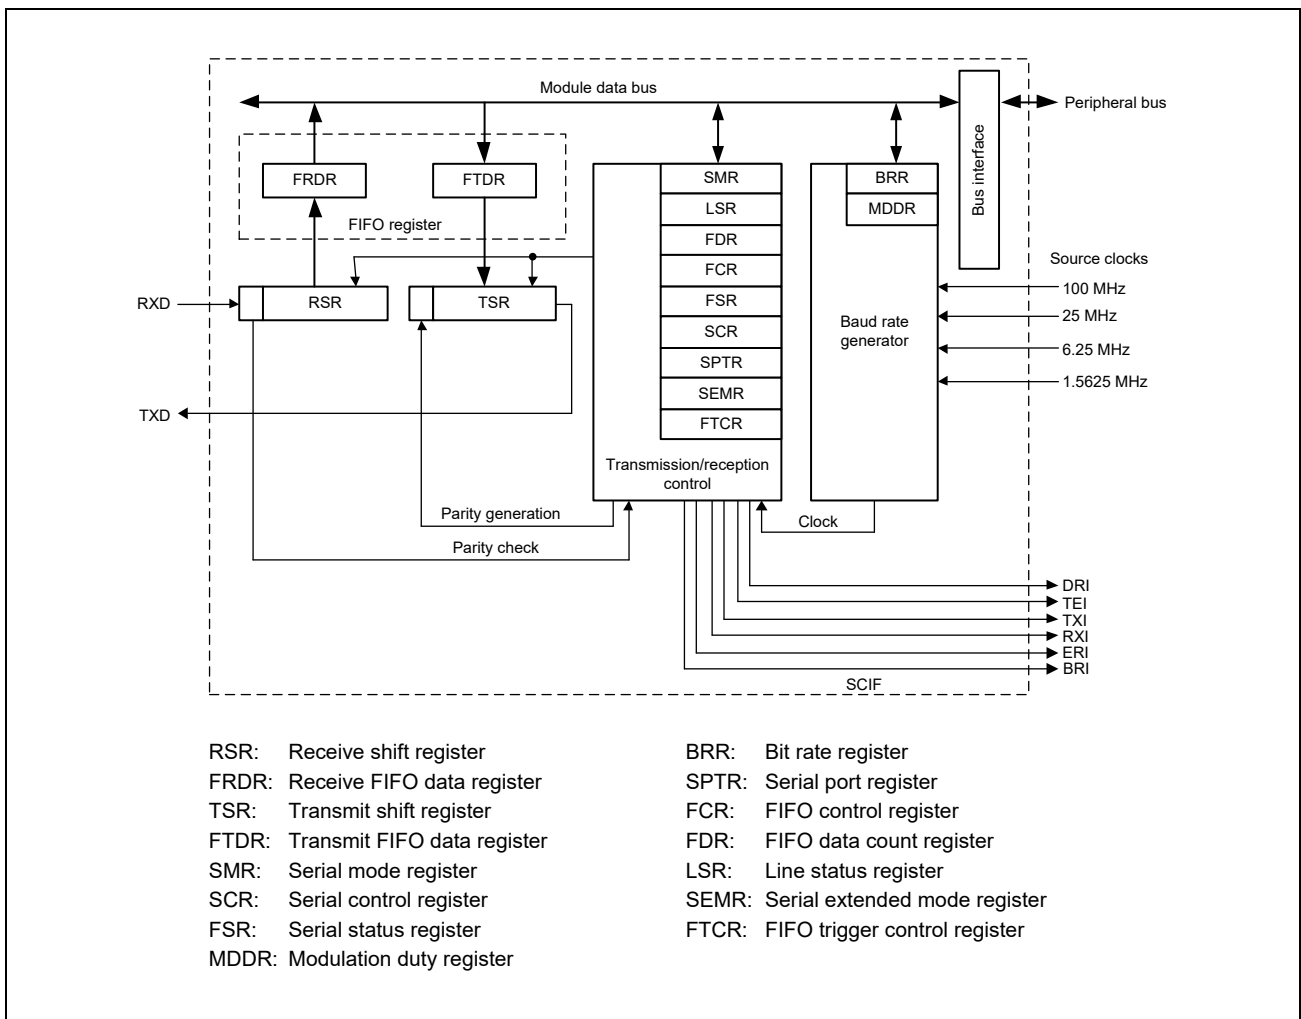 Module data bus
Peripheral bus
Bus interface
FRDR
FTDR
FIFO register
SMR
LSR
FDR
FCR
FSR
SCR
SPTR
SEMR
FTCR
Transmission/reception
control
BRR
MDDR
Baud rate
generator
Source clocks
100 MHz
25 MHz
6.25 MHz
1.5625 MHz
RXD
RSR
TSR
TXD
Parity generation
Parity check
Clock
DRI
TEI
TXI
RXI
ERI
BRI
SCIF
RSR: Receive shift register
FRDR: Receive FIFO data register
TSR: Transmit shift register
FTDR: Transmit FIFO data register
SMR: Serial mode register
SCR: Serial control register
FSR: Serial status register
MDDR: Modulation duty register
BRR: Bit rate register
SPTR: Serial port register
FCR: FIFO control register
FDR: FIFO data count register
LSR: Line status register
SEMR: Serial extended mode register
FTCR: FIFO trigger control register